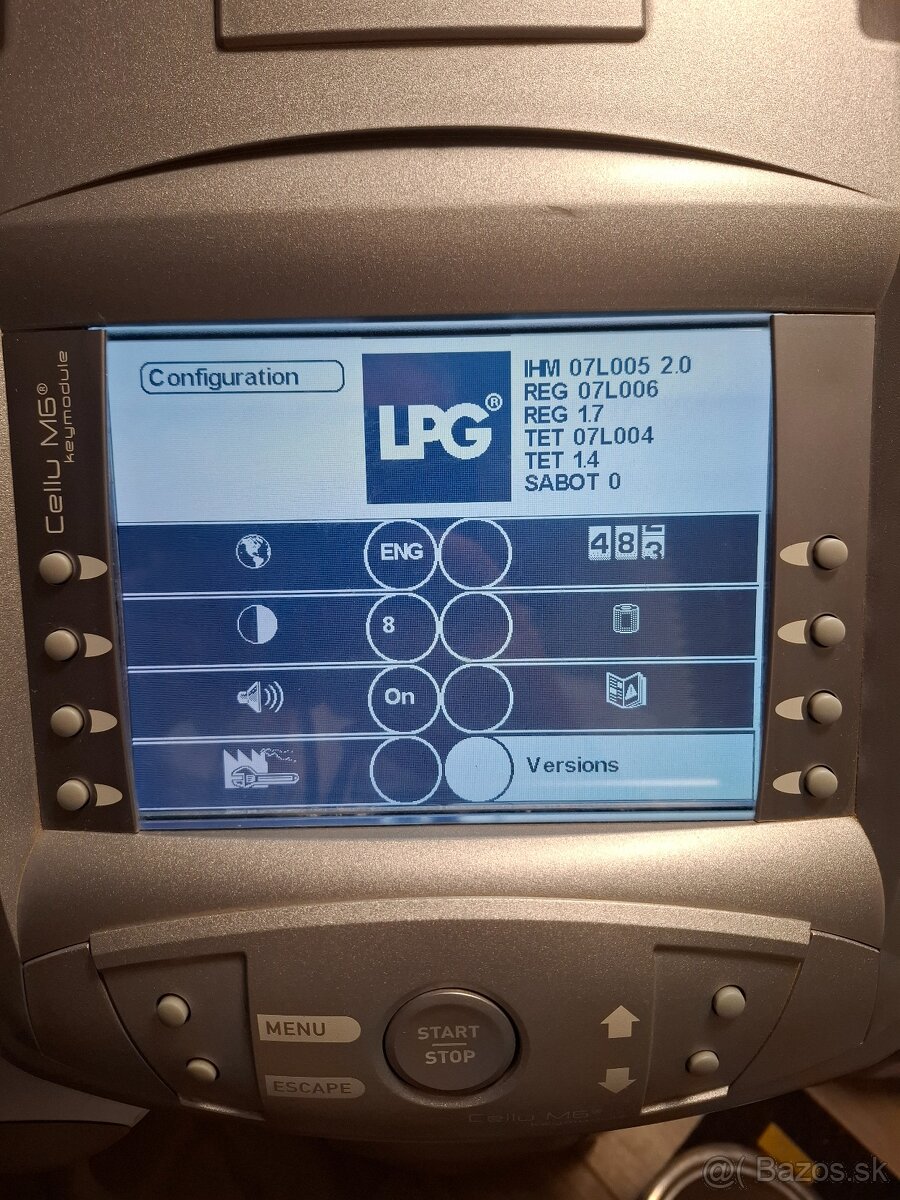 Cellu M6®
keymodule
Configuration
LPG®
IHM 07L005 2.0
REG 07L006
REG 1.7
TET 07L004
TET 1.4
SABOT 0
ENG
483
8
On
Versions
MENU
START
STOP
ESCAPE
Cellu M6®
@( Bazos.sk